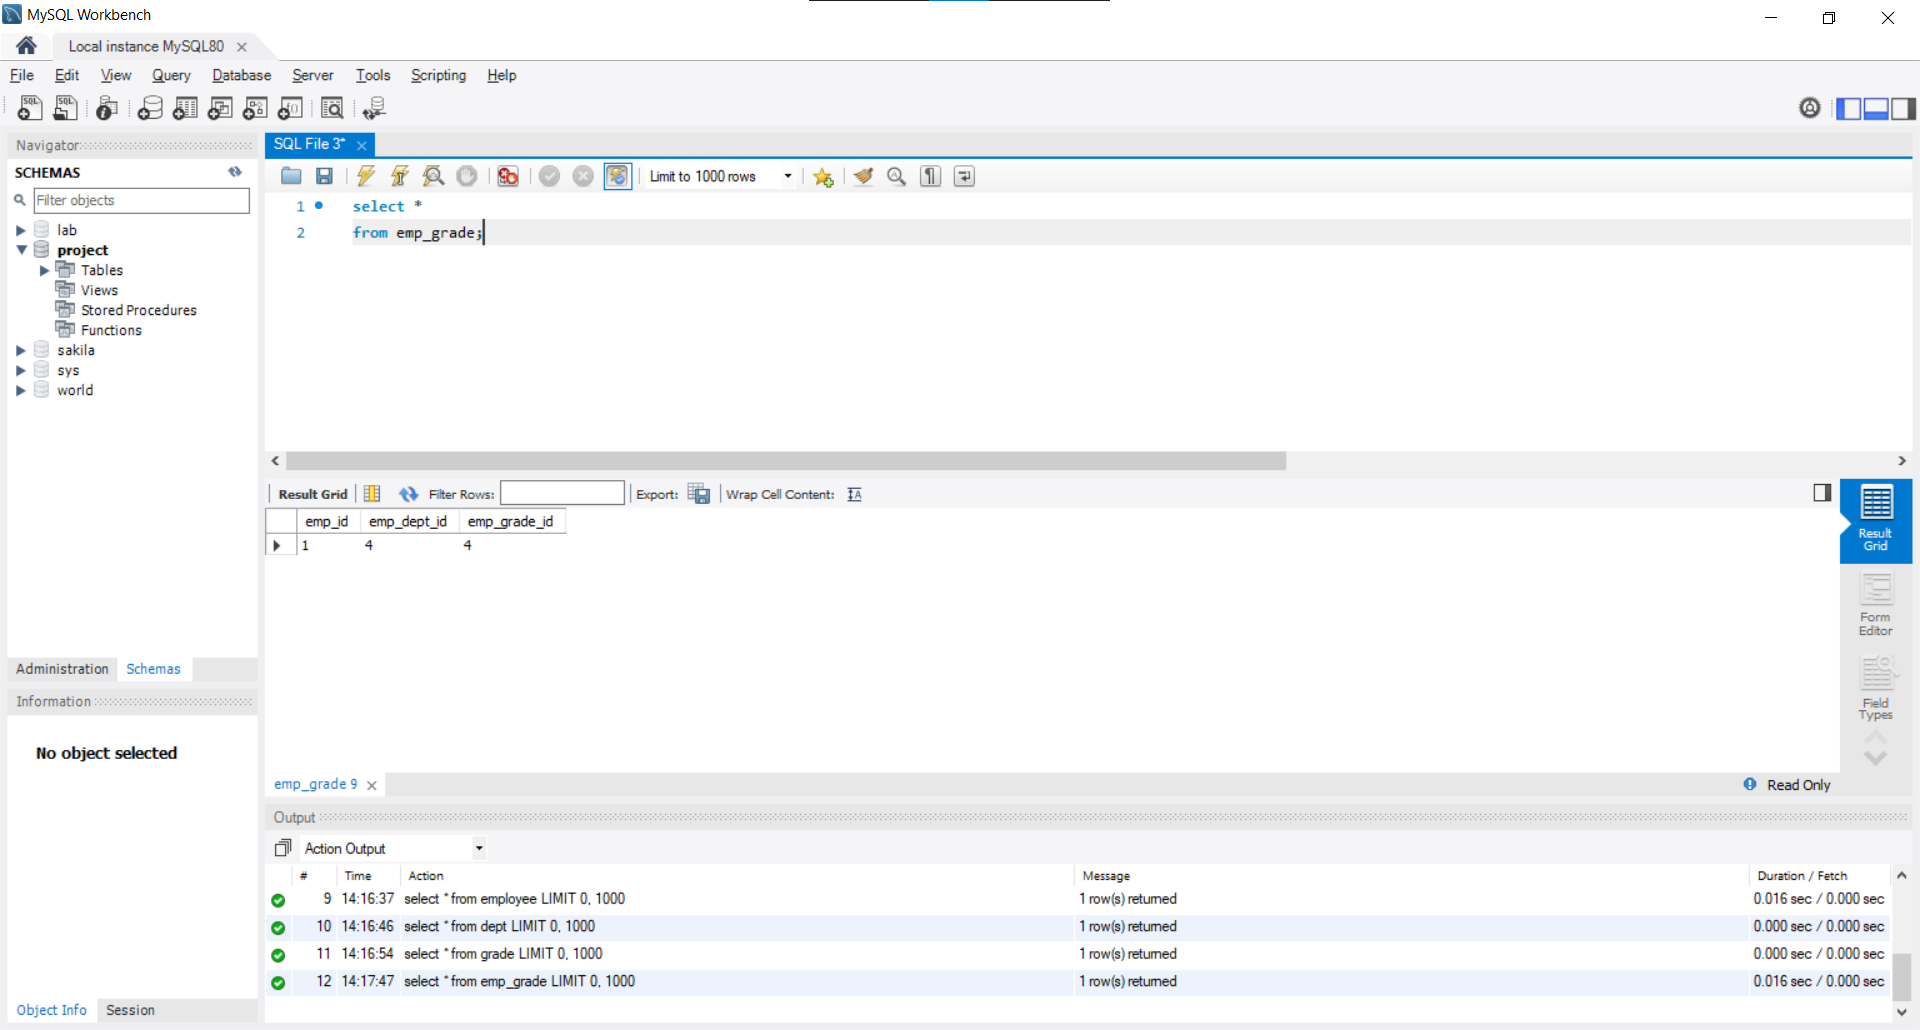 MySQL Workbench
Local instance MySQL80
File Edit View Query Database Server Tools Scripting Help
Navigator
SCHEMAS
Filter objects
lab
project
Tables
Views
Stored Procedures
Functions
sakila
sys
world
Administration Schemas
Information
No object selected
Object Info Session
SQL File 3*
Limit to 1000 rows
1 select *
2 from emp_grade;
Result Grid Filter Rows: Export: Wrap Cell Content:
emp_id emp_dept_id emp_grade_id
1 4 4
Result
Grid
Form
Editor
Field
Types
emp_grade 9
Read Only
Output
Action Output
# Time Action Message Duration / Fetch
9 14:16:37 select * from employee LIMIT 0, 1000 1 row(s) returned 0.016 sec / 0.000 sec
10 14:16:46 select * from dept LIMIT 0, 1000 1 row(s) returned 0.000 sec / 0.000 sec
11 14:16:54 select * from grade LIMIT 0, 1000 1 row(s) returned 0.000 sec / 0.000 sec
12 14:17:47 select * from emp_grade LIMIT 0, 1000 1 row(s) returned 0.016 sec / 0.000 sec